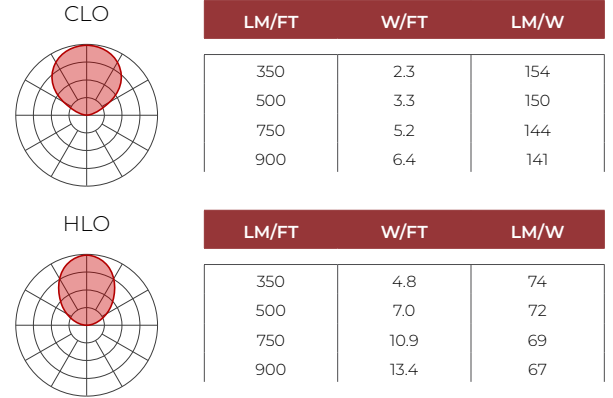 CLO
LM/FT W/FT LM/W
350 2.3 154
500 3.3 150
750 5.2 144
900 6.4 141
HLO
LM/FT W/FT LM/W
350 4.8 74
500 7.0 72
750 10.9 69
900 13.4 67